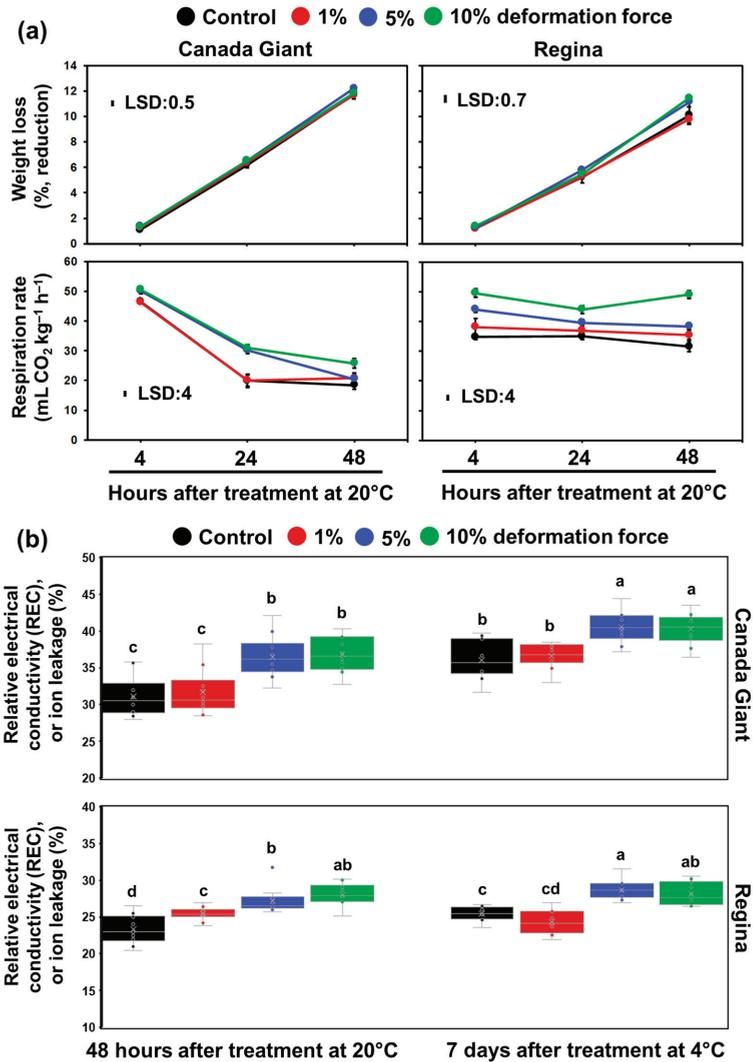 (a)
Control 1% 5% 10% deformation force
Canada Giant Regina
Weight loss
(%, reduction)
14
12
10
8
6
4
2
0
LSD:0.5
LSD:0.7
Respiration rate
(mL CO₂ kg⁻¹ h⁻¹)
60
50
40
30
20
10
0
LSD:4
LSD:4
4 24 48 4 24 48
Hours after treatment at 20°C Hours after treatment at 20°C
(b)
Control 1% 5% 10% deformation force
Relative electrical
conductivity (REC),
or ion leakage (%)
50
45
40
35
30
25
20
c c b b b b a a
Canada Giant
Relative electrical
conductivity (REC),
or ion leakage (%)
40
35
30
25
20
15
10
d c b ab c cd a ab
Regina
48 hours after treatment at 20°C 7 days after treatment at 4°C